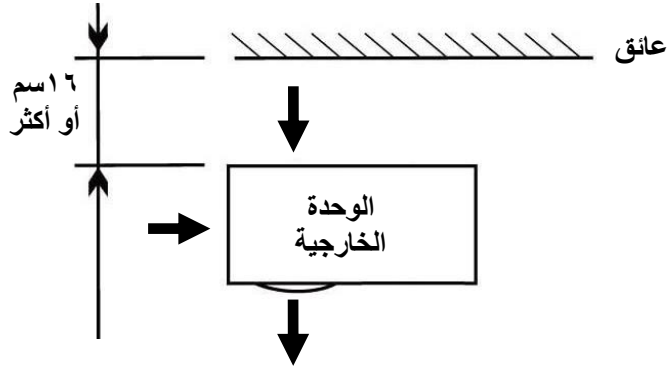 عائق
١٦سم
أو أكثر
الوحدة
الخارجية